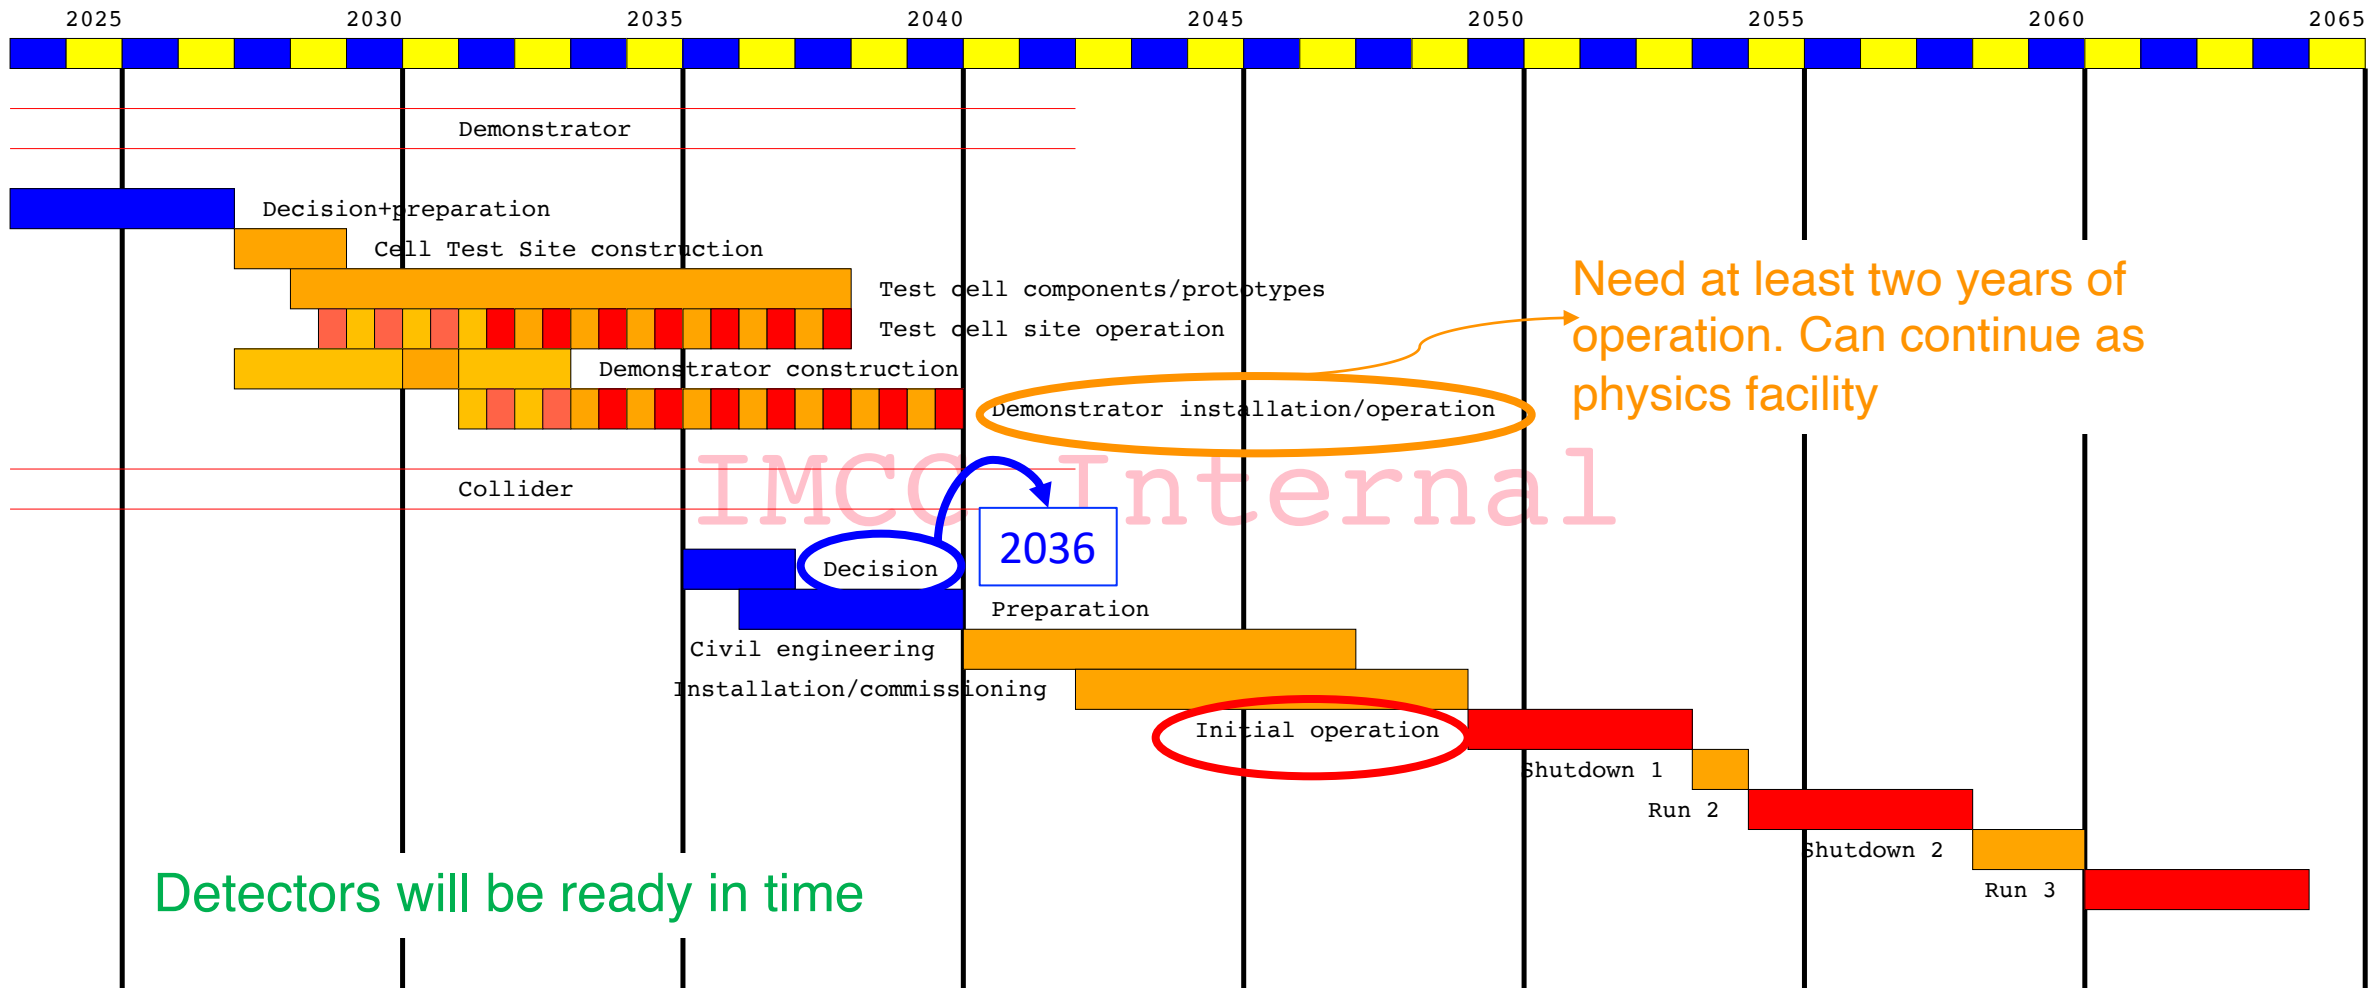 2025 2030 2035 2040 2045 2050 2055 2060 2065
Demonstrator
Decision+preparation
Cell Test Site construction
Test cell components/prototypes
Test cell site operation
Demonstrator construction
Demonstrator installation/operation
Need at least two years of
operation. Can continue as
physics facility
IMCC Internal
Collider
2036
Decision
Preparation
Civil engineering
Installation/commissioning
Initial operation
Shutdown 1
Run 2
Shutdown 2
Run 3
Detectors will be ready in time